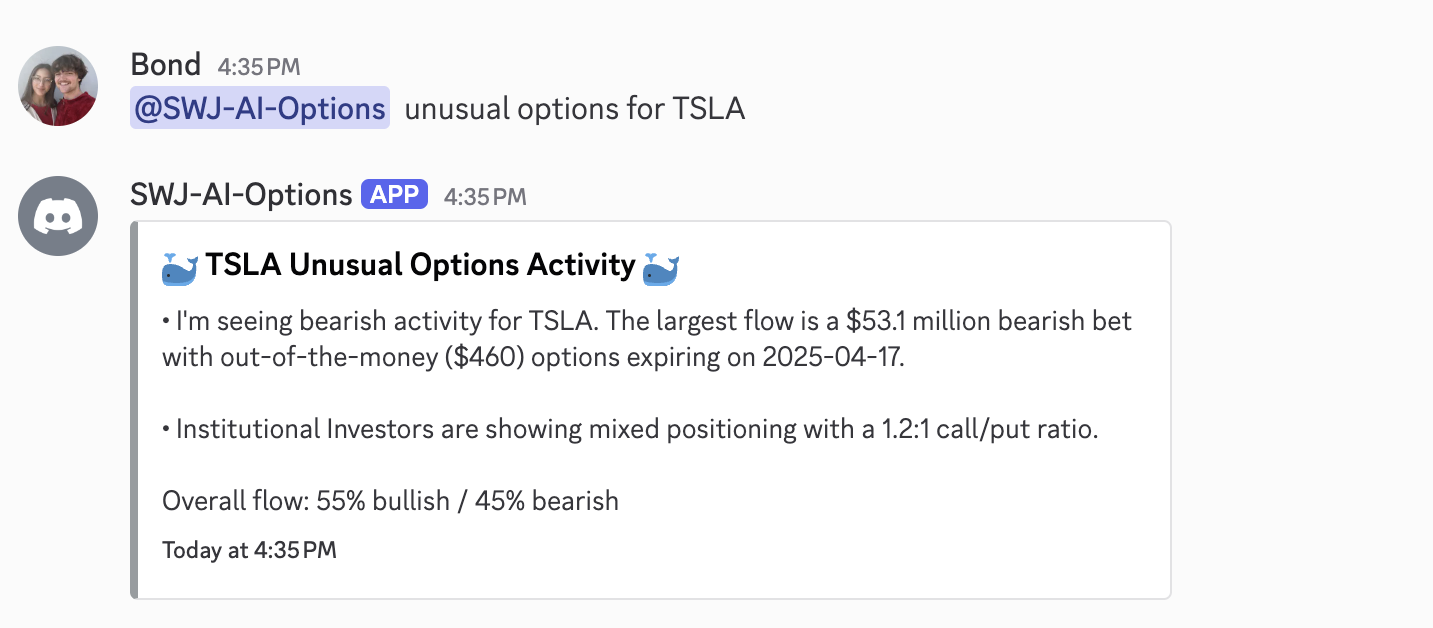 Bond 4:35 PM
@SWJ-AI-Options unusual options for TSLA
SWJ-AI-Options APP 4:35 PM
🐳 TSLA Unusual Options Activity 🐳
• I'm seeing bearish activity for TSLA. The largest flow is a $53.1 million bearish bet
with out-of-the-money ($460) options expiring on 2025-04-17.
• Institutional Investors are showing mixed positioning with a 1.2:1 call/put ratio.
Overall flow: 55% bullish / 45% bearish
Today at 4:35 PM